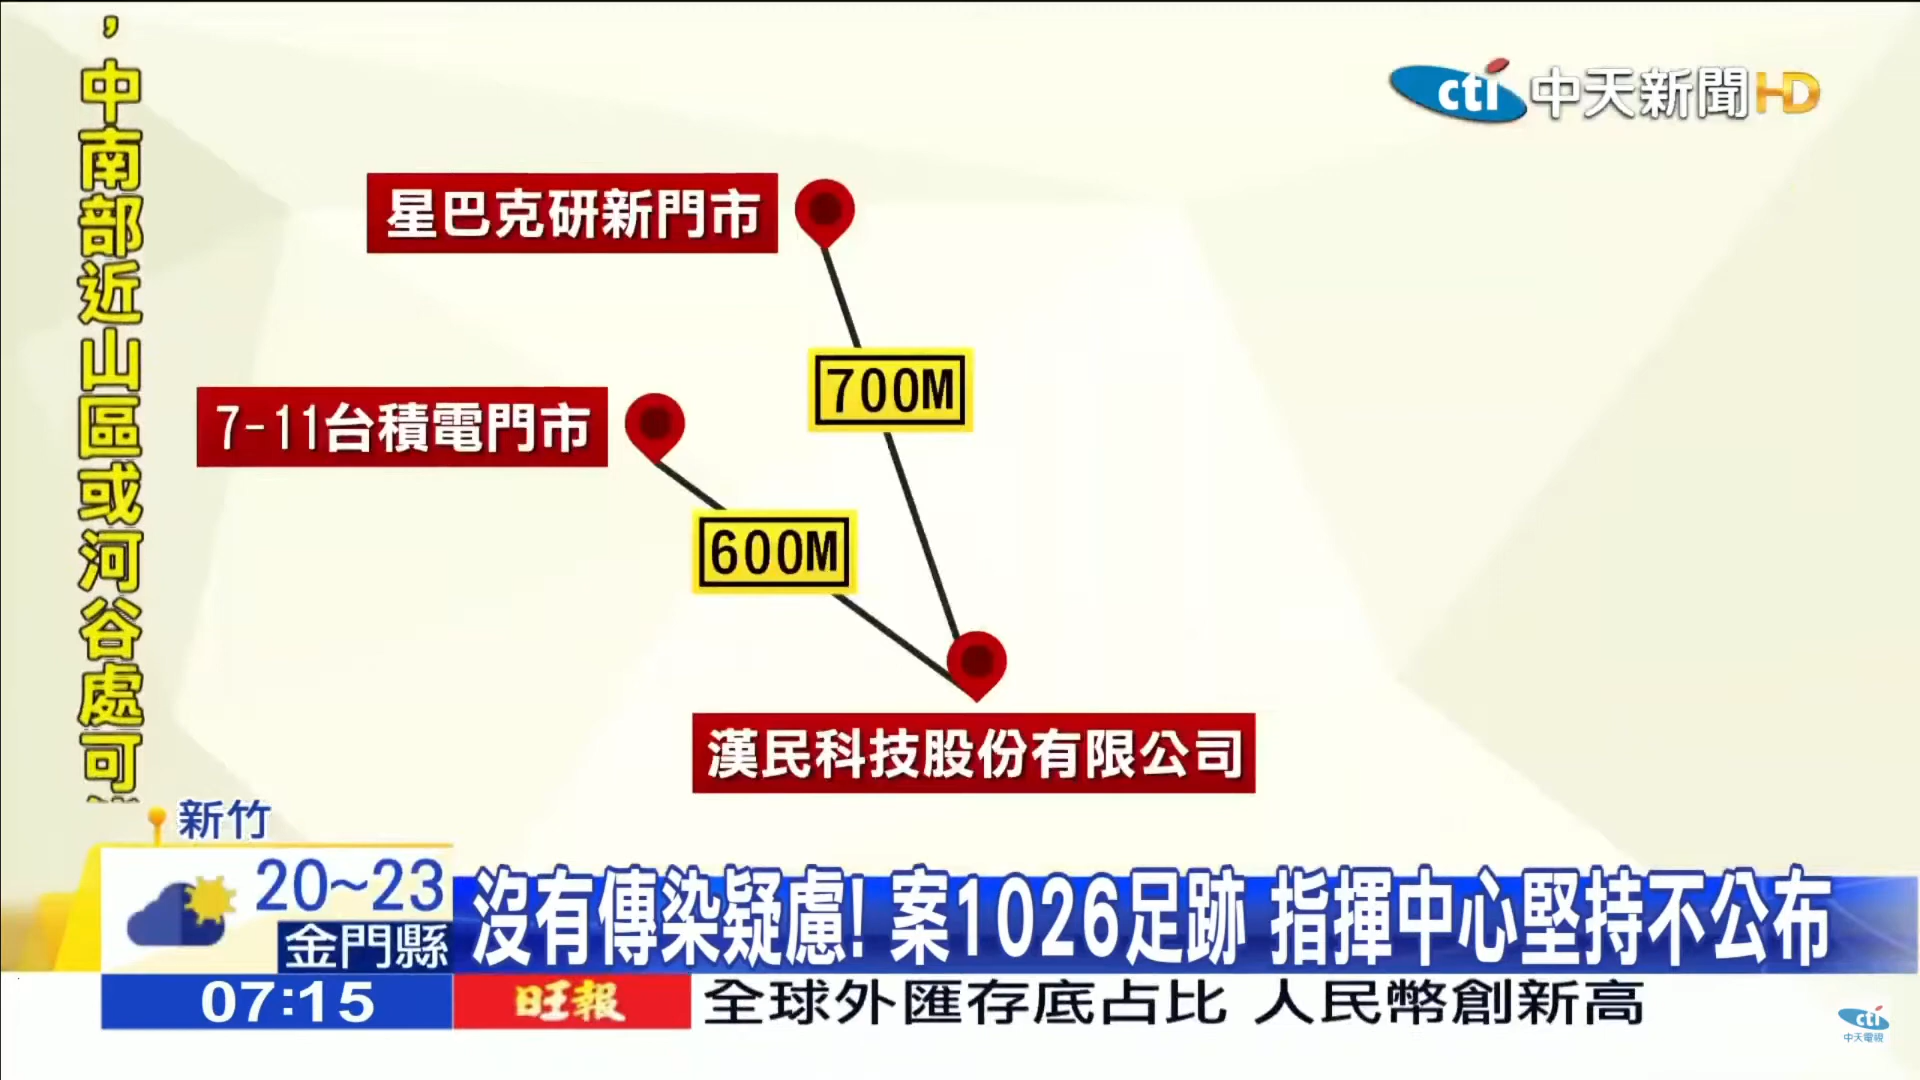 ，中南部近山區或河谷處可
cti 中天新聞HD
星巴克研新門市
700M
7-11台積電門市
600M
漢民科技股份有限公司
新竹
20~23
金門縣
沒有傳染疑慮! 案1026足跡 指揮中心堅持不公布
07:15
旺報
全球外匯存底占比 人民幣創新高
cti
中天電視